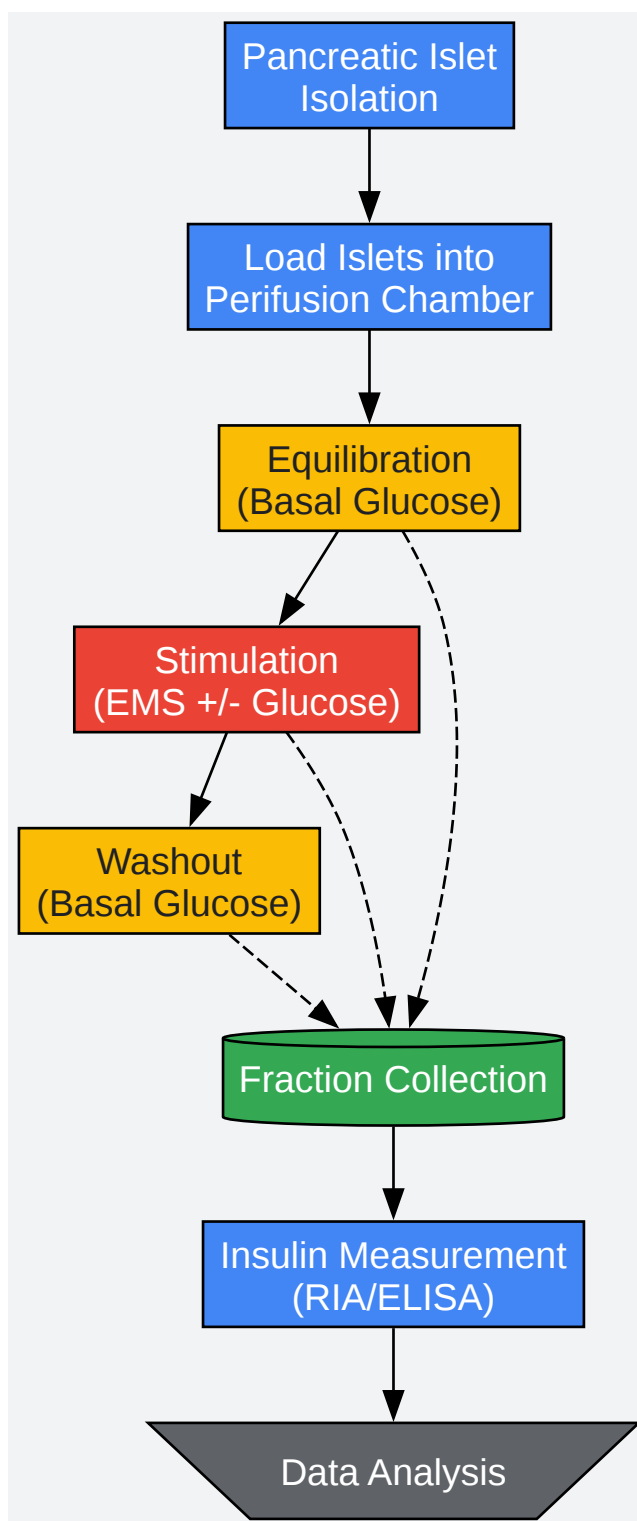 Pancreatic Islet
Isolation
Load Islets into
Perifusion Chamber
Equilibration
(Basal Glucose)
Stimulation
(EMS +/- Glucose)
Washout
(Basal Glucose)
Fraction Collection
Insulin Measurement
(RIA/ELISA)
Data Analysis